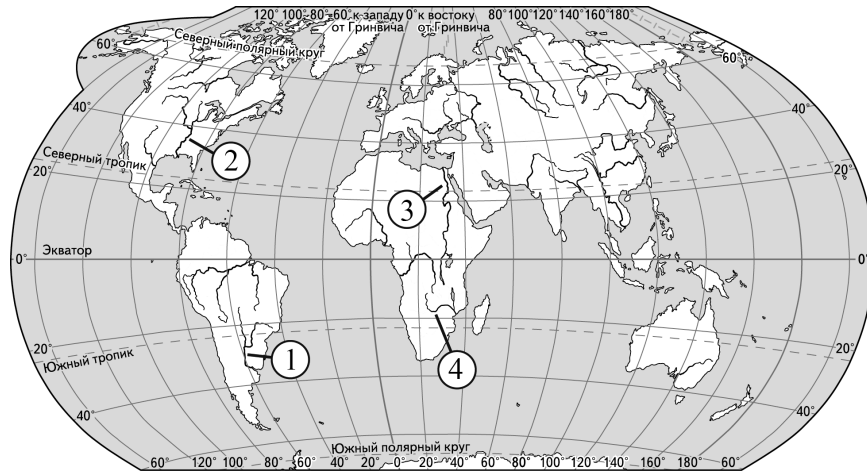 120° 100° 80° 60° к западу от Гринвича 0° к востоку от Гринвича 80° 100° 120° 140° 160° 180°
Северный полярный круг
60° 60°
40° 40°
2
Северный тропик
20° 20°
3
Экватор
0° 0°
1
4
20° 20°
Южный тропик
40° 40°
Южный полярный круг
60° 120° 100° 80° 60° 40° 20° 0° 20° 40° 60° 80° 100° 120° 140° 160° 60°